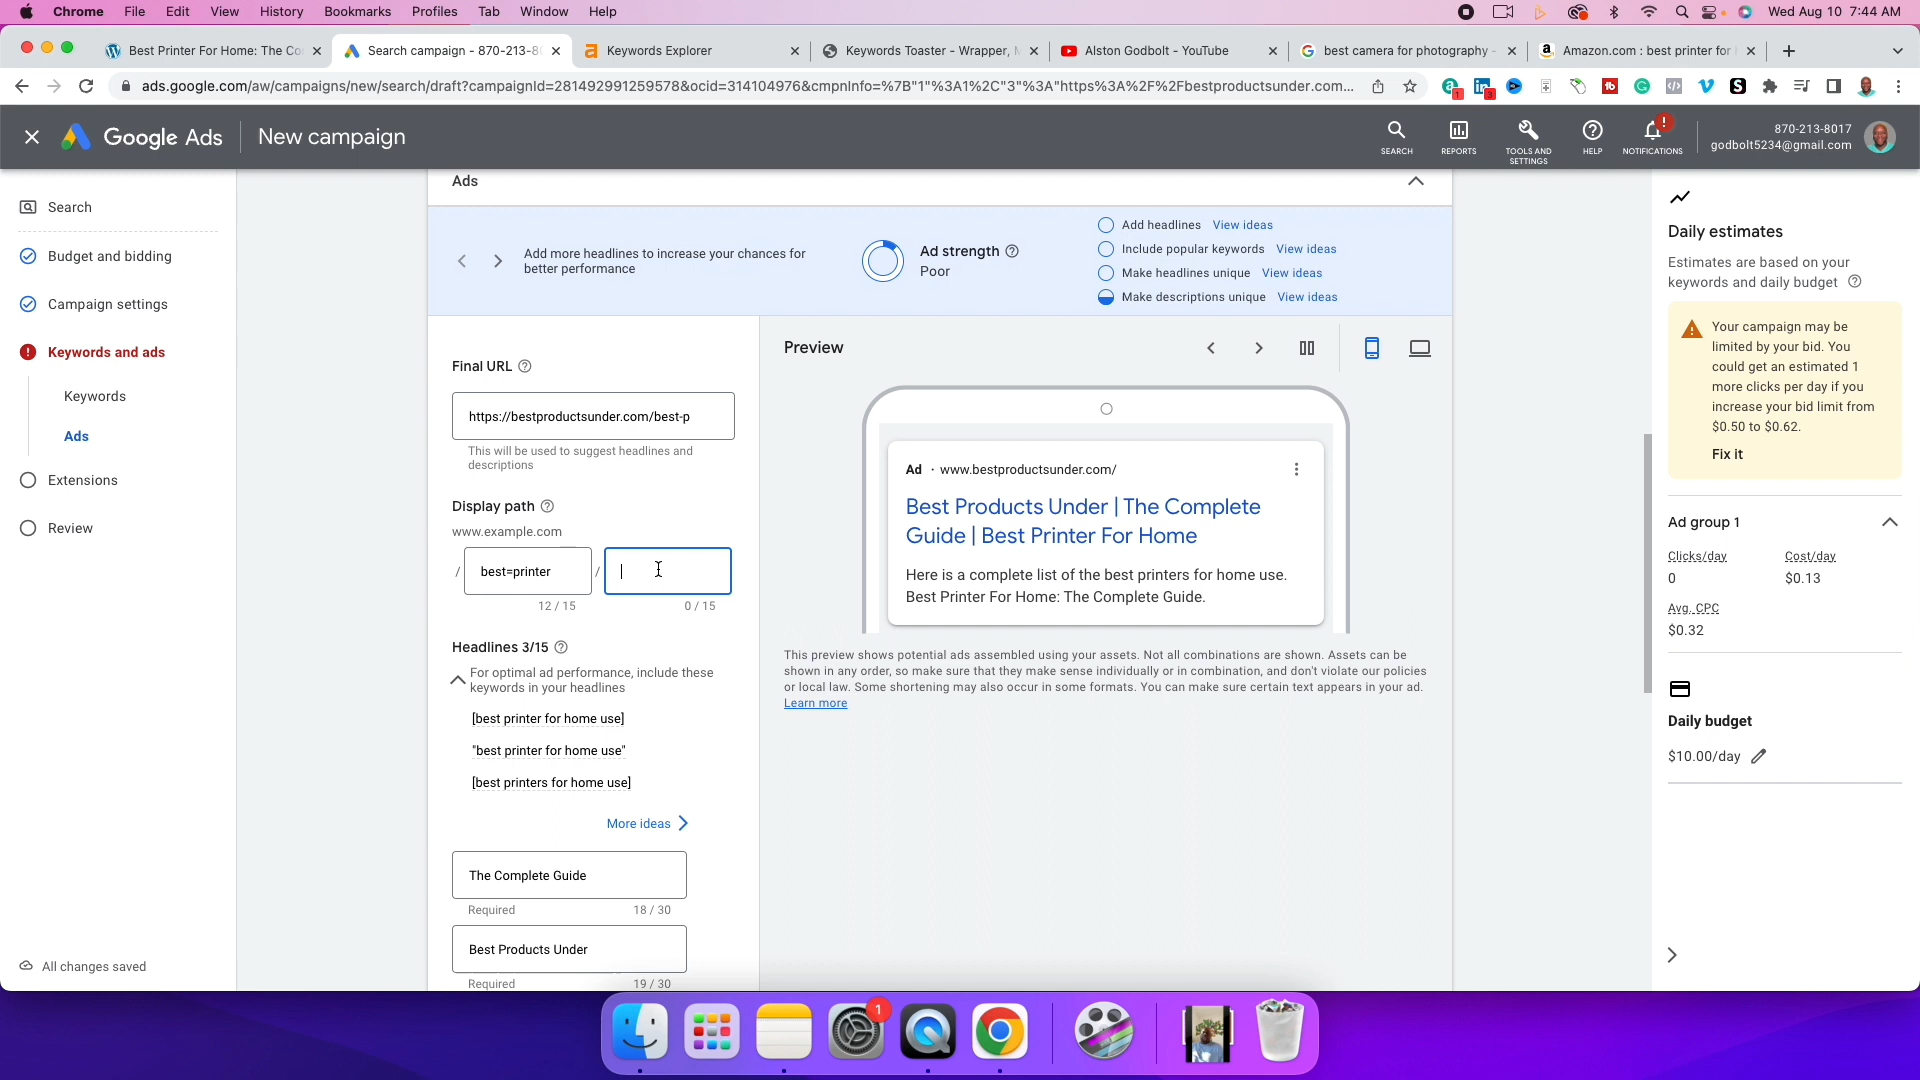 Chrome File Edit View History Bookmarks Profiles Tab Window Help Wed Aug 10 7:44 AM
Best Printer For Home: The Co
Search campaign - 870-213-8
Keywords Explorer
Keywords Toaster - Wrapper,
Alston Godbolt - YouTube
best camera for photography -
Amazon.com : best printer for
ads.google.com/aw/campaigns/new/search/draft?campaignId=281492991259578&ocid=314104976&cmpnInfo=%7B"1"%3A1%2C"3"%3A"https%3A%2F%2Fbestproductsunder.com...
Google Ads
New campaign
SEARCH
REPORTS
TOOLS AND
SETTINGS
HELP
NOTIFICATIONS
870-213-8017
godbolt5234@gmail.com
Search
Budget and bidding
Campaign settings
Keywords and ads
Keywords
Ads
Extensions
Review
All changes saved
Ads
Add more headlines to increase your chances for
better performance
Ad strength
Poor
Add headlines View ideas
Include popular keywords View ideas
Make headlines unique View ideas
Make descriptions unique View ideas
Final URL
https://bestproductsunder.com/best-p
This will be used to suggest headlines and
descriptions
Display path
www.example.com
/ best=printer /
12 / 15 0 / 15
Headlines 3/15
For optimal ad performance, include these
keywords in your headlines
[best printer for home use]
"best printer for home use"
[best printers for home use]
More ideas
The Complete Guide
Required 18 / 30
Best Products Under
Required 19 / 30
Preview
Ad · www.bestproductsunder.com/
Best Products Under | The Complete
Guide | Best Printer For Home
Here is a complete list of the best printers for home use.
Best Printer For Home: The Complete Guide.
This preview shows potential ads assembled using your assets. Not all combinations are shown. Assets can be
shown in any order, so make sure that they make sense individually or in combination, and don't violate our policies
or local law. Some shortening may also occur in some formats. You can make sure certain text appears in your ad.
Learn more
Daily estimates
Estimates are based on your
keywords and daily budget
Your campaign may be
limited by your bid. You
could get an estimated 1
more clicks per day if you
increase your bid limit from
$0.50 to $0.62.
Fix it
Ad group 1
Clicks/day Cost/day
0 $0.13
Avg. CPC
$0.32
Daily budget
$10.00/day
1